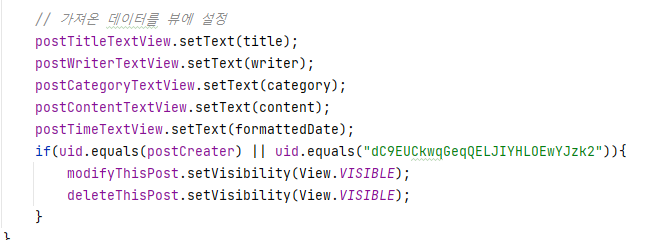 // 가져온 데이터를 뷰에 설정
postTitleTextView.setText(title);
postWriterTextView.setText(writer);
postCategoryTextView.setText(category);
postContentTextView.setText(content);
postTimeTextView.setText(formattedDate);
if(uid.equals(postCreater) || uid.equals("dC9EUCkwqGeqQELJIYHLOEwYJzk2")){
modifyThisPost.setVisibility(View.VISIBLE);
deleteThisPost.setVisibility(View.VISIBLE);
}
}